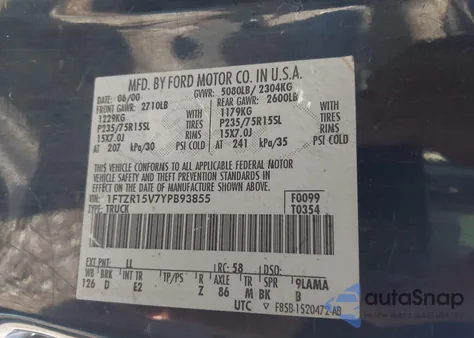 MFD. BY FORD MOTOR CO. IN U.S.A.
DATE: 06/00 GVWR: 5080LB/ 2304KG
FRONT GAWR: 2710LB REAR GAWR: 2600LB
1229KG WITH 1179KG WITH
P235/75R15SL TIRES P235/75R15SL TIRES
15X7.0J RIMS 15X7.0J RIMS
AT 207 kPa/30 PSI COLD AT 241 kPa/35 PSI COLD
THIS VEHICLE CONFORMS TO ALL APPLICABLE FEDERAL MOTOR
VEHICLE SAFETY STANDARDS IN EFFECT ON THE DATE OF
MANUFACTURE SHOWN ABOVE.
VIN: 1FTZR15V7YPB93855 F0099
TYPE: TRUCK T0354
EXT PNT: LL RC: 58 DSO:
WB BRK INT TR TP/PS R AXLE TR SPR 9LAMA
126 D E2 Z 86 M BK B
UTC ▽ F85B-1520472-AB
autoSnap